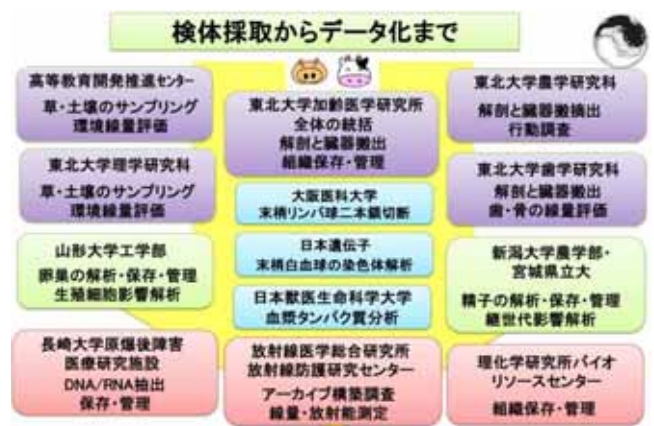 検体採取からデータ化まで
高等教育開発推進センター
草・土壌のサンプリング
環境線量評価
東北大学理学研究科
草・土壌のサンプリング
環境線量評価
山形大学工学部
卵巣の解析・保存・管理
生殖細胞影響解析
長崎大学原爆後障害
医療研究施設
DNA/RNA抽出
保存・管理
東北大学加齢医学研究所
全体の統括
解剖と臓器搬出
組織保存・管理
大阪医科大学
末梢リンパ球二本鎖切断
日本遺伝子
末梢白血球の染色体解析
日本獣医生命科学大学
血漿タンパク質分析
放射線医学総合研究所
放射線防護研究センター
アーカイブ構築調査
線量・放射能測定
東北大学農学研究科
解剖と臓器搬摘出
行動調査
東北大学歯学研究科
解剖と臓器搬出
歯・骨の線量評価
新潟大学農学部・
宮城県立大
精子の解析・保存・管理
継世代影響解析
理化学研究所バイオ
リソースセンター
組織保存・管理